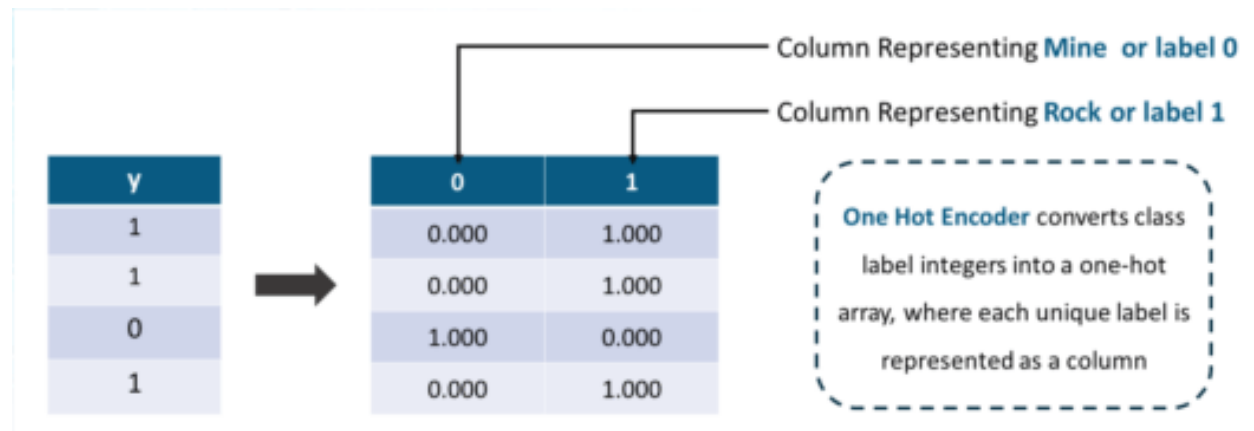 Column Representing Mine or label 0
Column Representing Rock or label 1
y
1
1
0
1
0 1
0.000 1.000
0.000 1.000
1.000 0.000
0.000 1.000
One Hot Encoder converts class
label integers into a one-hot
array, where each unique label is
represented as a column